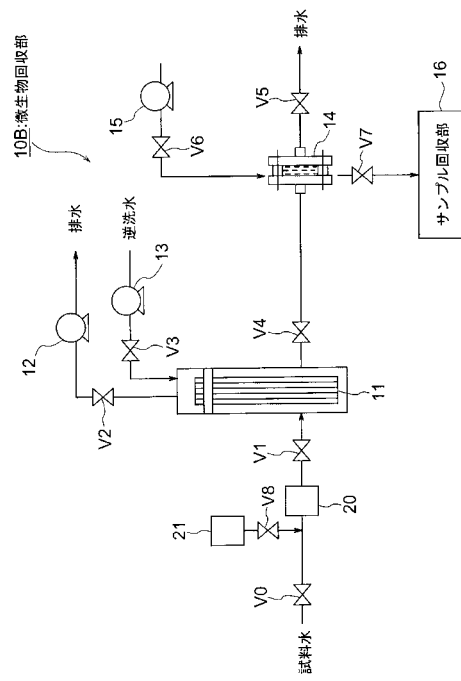 10B:微生物回収部
排水
逆洗水
12
13
V2
V3
15
V6
排水
V5
14
V7
16
サンプル回収部
V4
11
V1
20
21
V8
V0
試料水